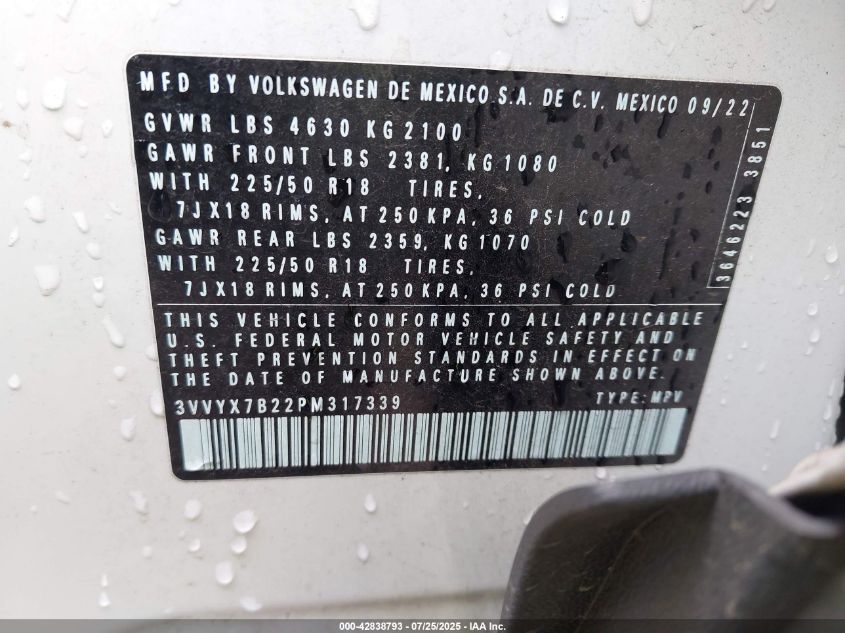 MFD BY VOLKSWAGEN DE MEXICO S.A. DE C.V. MEXICO 09/22
GVWR LBS 4630 KG 2100
GAWR FRONT LBS 2381, KG 1080
WITH 225/50 R18 TIRES,
7JX18 RIMS, AT 250 KPA, 36 PSI COLD
GAWR REAR LBS 2359, KG 1070
WITH 225/50 R18 TIRES,
7JX18 RIMS, AT 250 KPA, 36 PSI COLD
3646223 3851
THIS VEHICLE CONFORMS TO ALL APPLICABLE
U.S. FEDERAL MOTOR VEHICLE SAFETY AND
THEFT PREVENTION STANDARDS IN EFFECT ON
THE DATE OF MANUFACTURE SHOWN ABOVE.
3VVYX7B22PM317339 TYPE: MPV
000-42838793 - 07/25/2025 - IAA Inc.